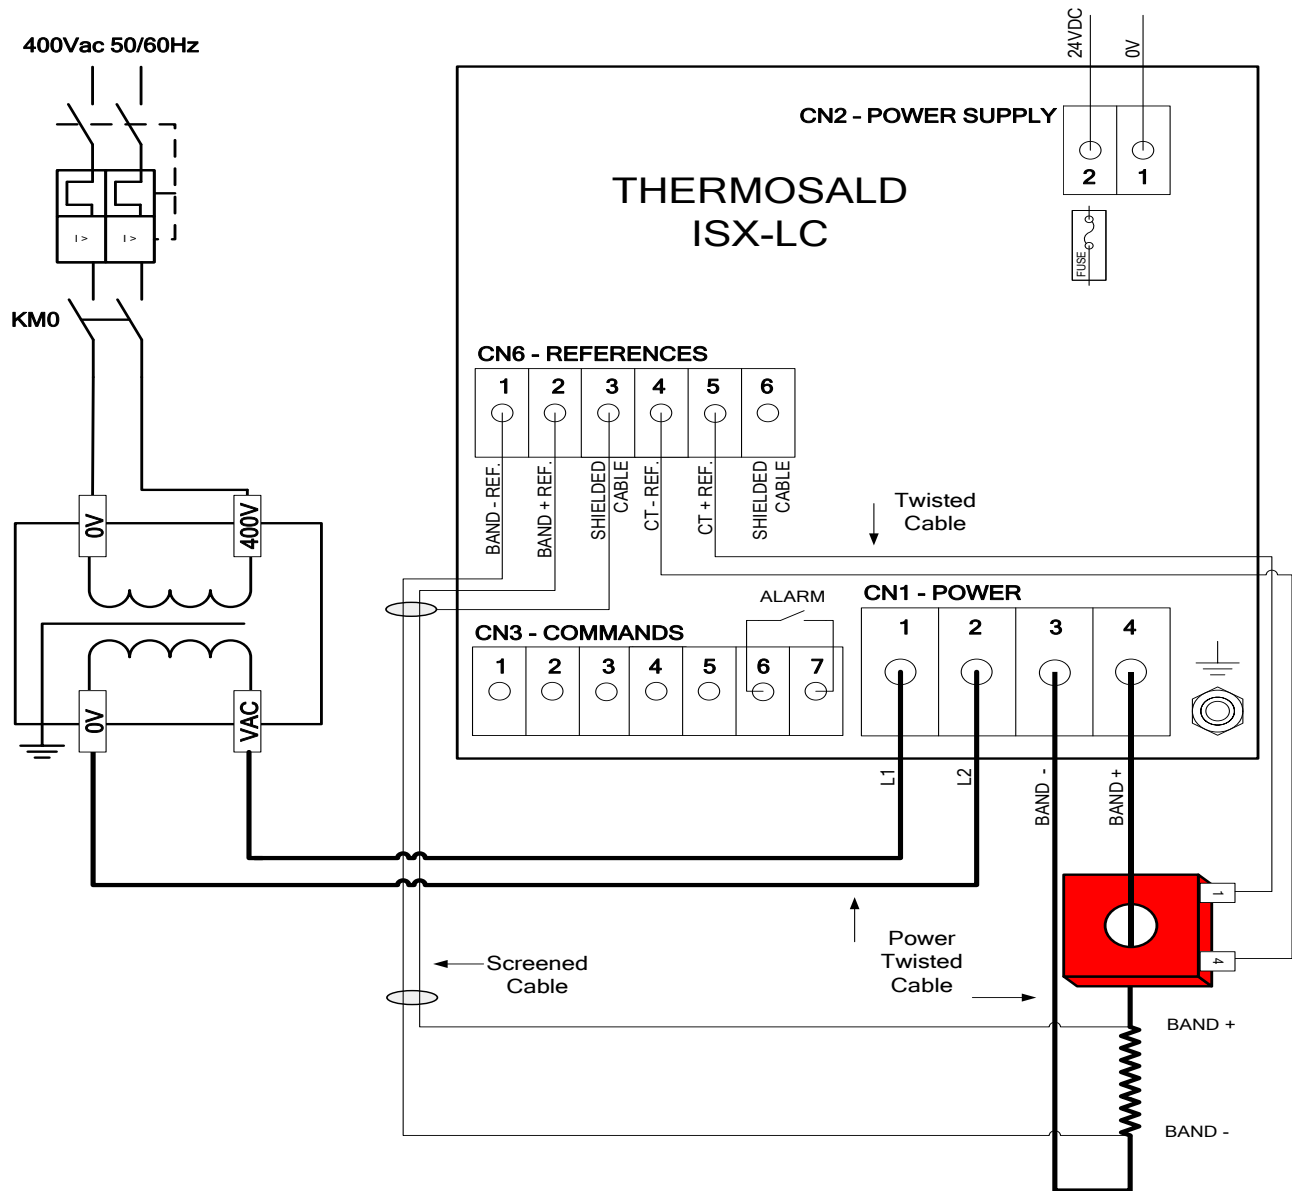 400Vac 50/60Hz
24VDC
0V
CN2 - POWER SUPPLY
2 1
THERMOSALD
ISX-LC
FUSE
I > I >
KM0
CN6 - REFERENCES
1 2 3 4 5 6
BAND - REF.
BAND + REF.
SHIELDED
CABLE
CT - REF.
CT + REF.
SHIELDED
CABLE
Twisted
Cable
0V
400V
ALARM
CN1 - POWER
1 2 3 4
CN3 - COMMANDS
1 2 3 4 5 6 7
0V
VAC
L1
L2
BAND -
BAND +
1
4
Power
Twisted
Cable
Screened
Cable
BAND +
BAND -